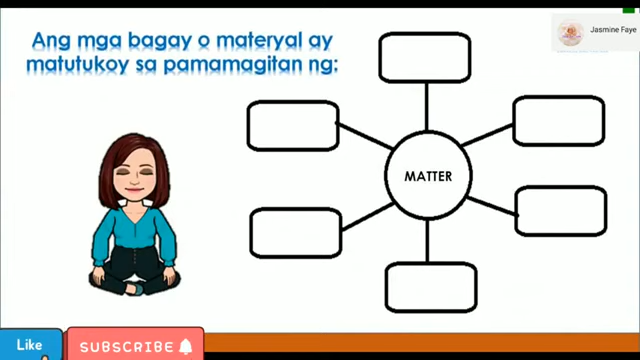 Jasmine Faye
Ang mga bagay o materyal ay
matutukoy sa pamamagitan ng:
MATTER
Like
SUBSCRIBE